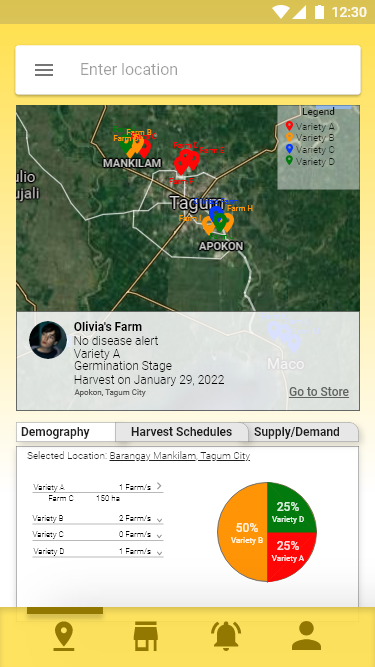 12:30
Enter location
Legend
Variety A
Variety B
Variety C
Variety D
Farm B
MANKILAM
ulio
ujali
Tagum
Farm H
APOKON
Maco
Olivia's Farm
No disease alert
Variety A
Germination Stage
Harvest on January 29, 2022
Apokon, Tagum City
Go to Store
Demography Harvest Schedules Supply/Demand
Selected Location: Barangay Mankilam, Tagum City
Variety A 1 Farm/s
Farm C 150 ha
Variety B 2 Farm/s
Variety C 0 Farm/s
Variety D 1 Farm/s
50%
Variety B
25%
Variety D
25%
Variety A